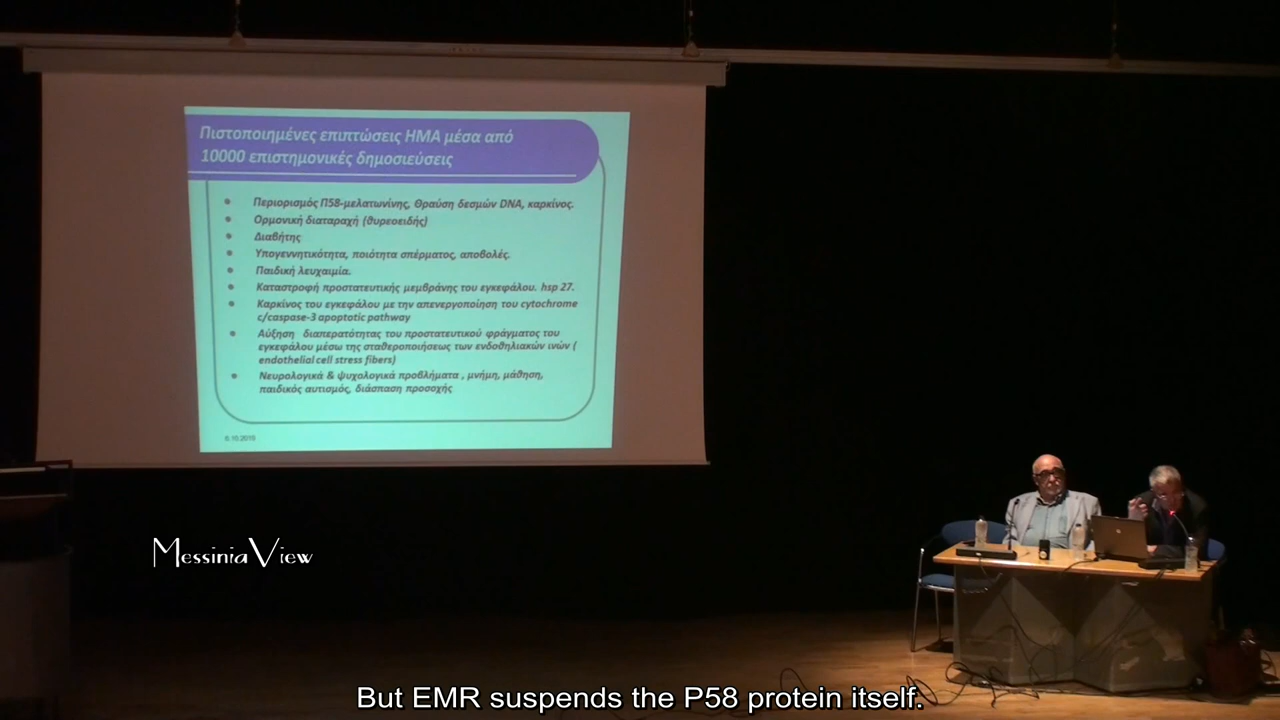 Πιστοποιημένες επιπτώσεις ΗΜΑ μέσα από
10000 επιστημονικές δημοσιεύσεις
Περιορισμός Π58-μελατωνίνης, Θραύση δεσμών DNA, καρκίνος.
Ορμονική διαταραχή (θυρεοειδής)
Διαβήτης
Υπογεννητικότητα, ποιότητα σπέρματος, αποβολές.
Παιδική λευχαιμία.
Καταστροφή προστατευτικής μεμβράνης του εγκεφάλου. hsp 27.
Καρκίνος του εγκεφάλου με την απενεργοποίηση του cytochrome
c/caspase-3 apoptotic pathway
Αύξηση διαπερατότητας του προστατευτικού φράγματος του
εγκεφάλου μέσω της σταθεροποιήσεως των ενδοθηλιακών ινών (
endothelial cell stress fibers)
Νευρολογικά & ψυχολογικά προβλήματα , μνήμη, μάθηση,
παιδικός αυτισμός, διάσπαση προσοχής
MessiniaView
But EMR suspends the P58 protein itself.